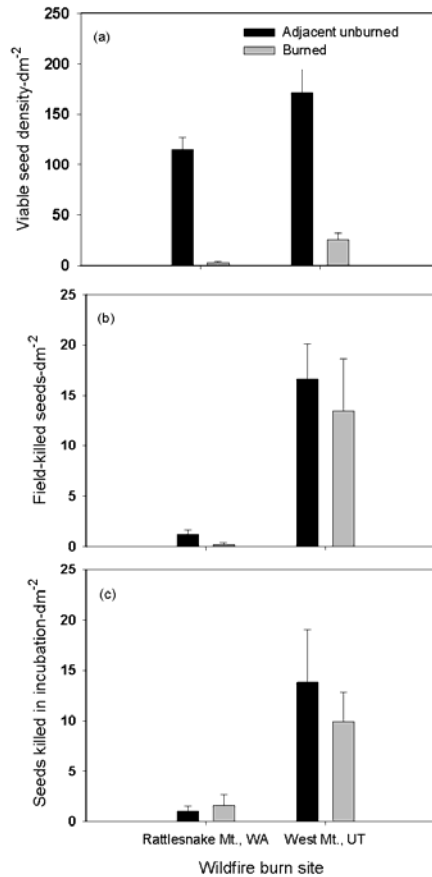 (a)
Adjacent unburned
Burned
Viable seed density-dm-2
250
200
150
100
50
0
(b)
Field-killed seeds-dm-2
25
20
15
10
5
0
(c)
Seeds killed in incubation-dm-2
25
20
15
10
5
0
Rattlesnake Mt., WA West Mt., UT
Wildfire burn site